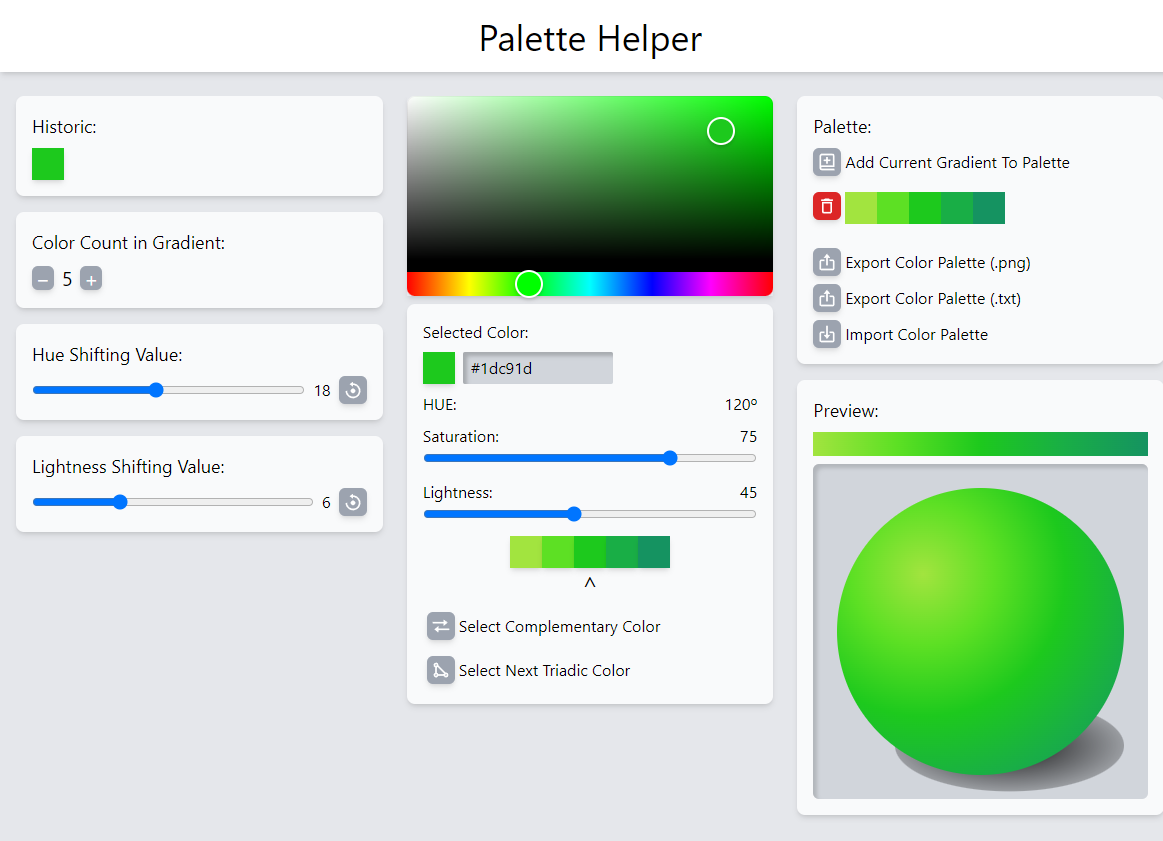 Palette Helper
Historic:
Color Count in Gradient:
− 5 +
Hue Shifting Value:
18
Lightness Shifting Value:
6
Selected Color:
#1dc91d
HUE: 120º
Saturation: 75
Lightness: 45
^
Select Complementary Color
Select Next Triadic Color
Palette:
Add Current Gradient To Palette
Export Color Palette (.png)
Export Color Palette (.txt)
Import Color Palette
Preview: